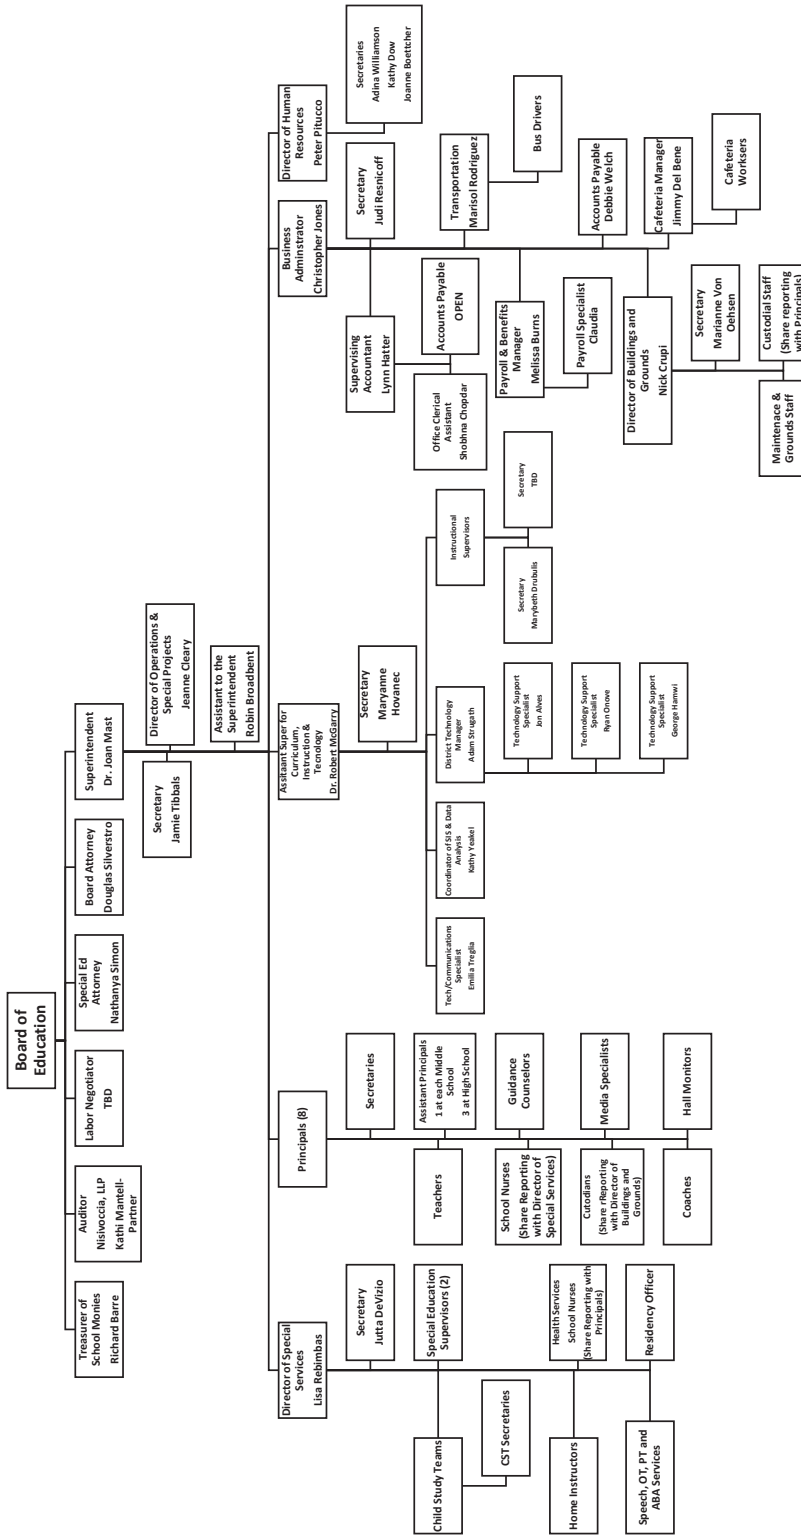 Board of
Education
Treasurer of
School Monies
Richard Barre
Auditor
Nisivoccia, LLP
Kathi Mantell-
Partner
Labor Negotiator
TBD
Special Ed
Attorney
Nathanya Simon
Board Attorney
Douglas Silverstro
Superintendent
Dr. Joan Mast
Secretary
Jamie Tibbals
Director of Operations &
Special Projects
Jeanne Cleary
Assistant to the
Superintendent
Robin Broadbent
Director of Special
Services
Lisa Rebimbas
Secretary
Jutta DeVizio
Child Study Teams
Special Education
Supervisors (2)
CST Secretaries
Home Instructors
Health Services
School Nurses
(Share Reporting with
Principals)
Speech, OT, PT and
ABA Services
Residency Officer
Principals (8)
Secretaries
Teachers
Assistant Principals
1 at each Middle
School
3 at High School
School Nurses
(Share Reporting
with Director of
Special Services)
Guidance
Counselors
Cutodians
(Share rReporting
with Director of
Buildings and
Grounds)
Media Specialists
Coaches
Hall Monitors
Assitaant Super for
Curriculum,
Instruction &
Tecnology
Dr. Robert McGarry
Secretary
Maryanne
Hovanec
Tech/Communications
Specialist
Emilia Treglia
Coordinator of SIS & Data
Analysis
Kathy Yeakel
District Technology
Manager
Adam Strugath
Technology Support
Specialist
Jon Alves
Technology Support
Specialist
Ryan Onove
Technology Support
Specialist
George Hamwi
Instructional
Supervisors
Secretary
Marybeth Drubulis
Secretary
TBD
Business
Adminstrator
Christopher Jones
Supervising
Accountant
Lynn Hatter
Secretary
Judi Resnicoff
Office Clerical
Assistant
Shobhna Chopdar
Accounts Payable
OPEN
Transportation
Marisol Rodriguez
Bus Drivers
Payroll & Benefits
Manager
Melissa Burns
Payroll Specialist
Claudia
Accounts Payable
Debbie Welch
Director of Buildings and
Grounds
Nick Crupi
Cafeteria Manager
Jimmy Del Bene
Cafeteria
Worksers
Secretary
Marianne Von
Oehsen
Maintenace &
Grounds Staff
Custodial Staff
(Share reporting
with Principals)
Director of Human
Resources
Peter Pitucco
Secretaries
Adina Williamson
Kathy Dow
Joanne Boettcher